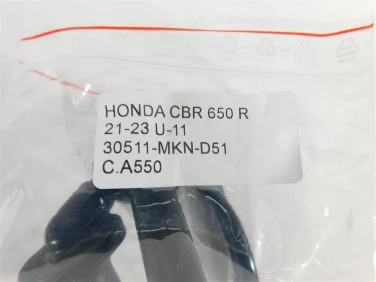 HONDA CBR 650 R
21-23 U-11
30511-MKN-D51
C.A550